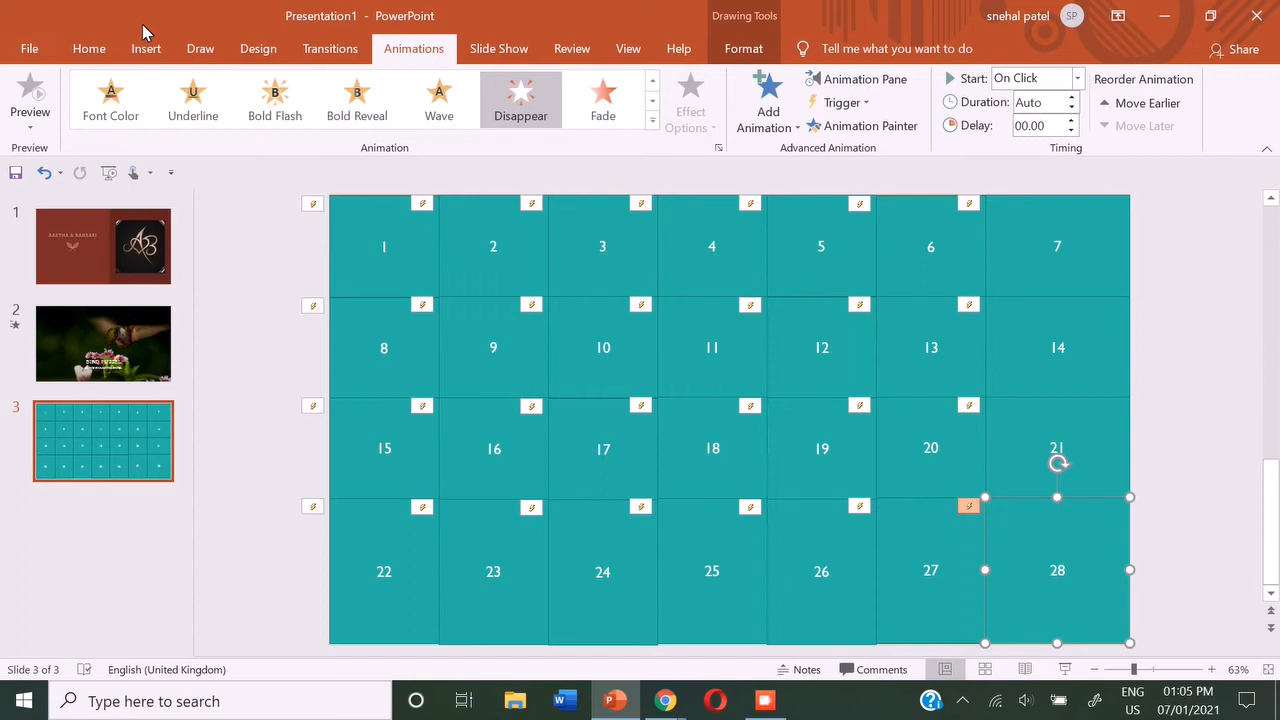 Presentation1 - PowerPoint
Drawing Tools
snehal patel
SP
File
Home
Insert
Draw
Design
Transitions
Animations
Slide Show
Review
View
Help
Format
Tell me what you want to do
Share
Preview
Font Color
Underline
Bold Flash
Bold Reveal
Wave
Disappear
Fade
Effect
Options
Add
Animation
Animation Pane
Trigger
Animation Painter
Start: On Click
Duration: Auto
Delay: 00.00
Reorder Animation
Move Earlier
Move Later
Preview
Animation
Advanced Animation
Timing
1
AASTHA & BANSARI
AB
2
3
1 2 3 4 5 6 7
8 9 10 11 12 13 14
15 16 17 18 19 20 21
22 23 24 25 26 27 28
Slide 3 of 3
English (United Kingdom)
Notes
Comments
63%
Type here to search
ENG
US
01:05 PM
07/01/2021